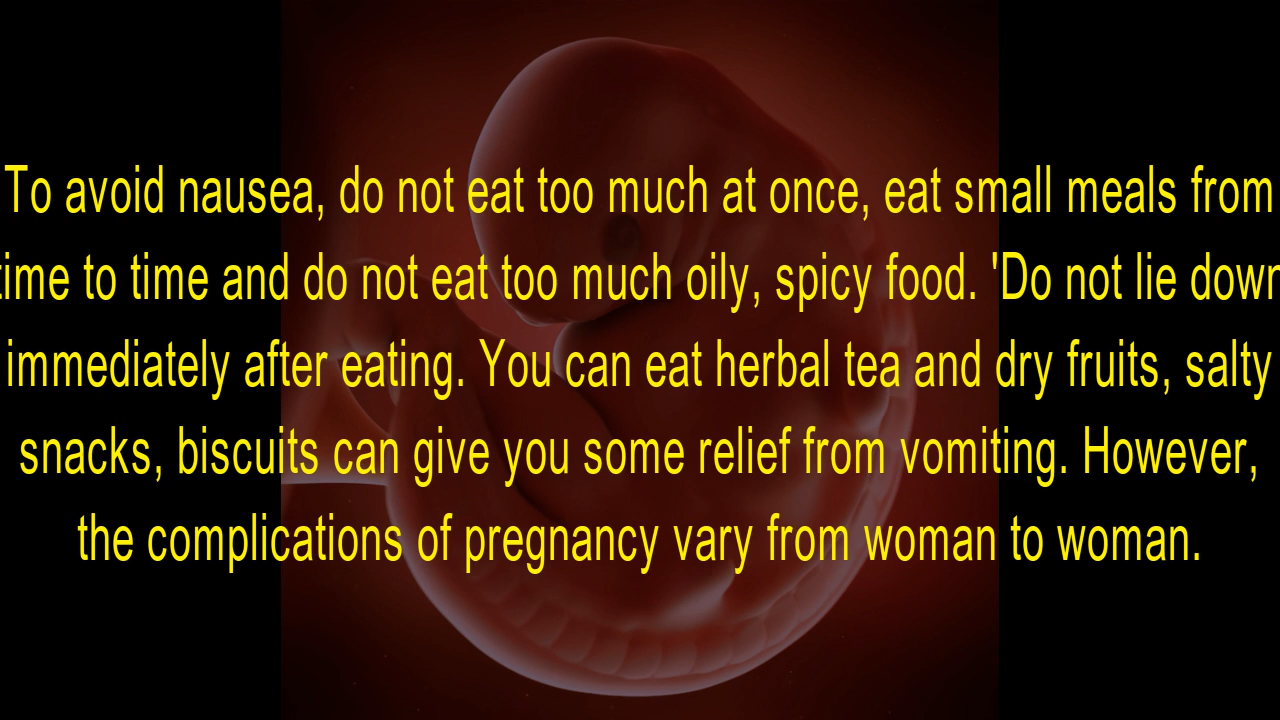 To avoid nausea, do not eat too much at once, eat small meals from
time to time and do not eat too much oily, spicy food. 'Do not lie down
immediately after eating. You can eat herbal tea and dry fruits, salty
snacks, biscuits can give you some relief from vomiting. However,
the complications of pregnancy vary from woman to woman.